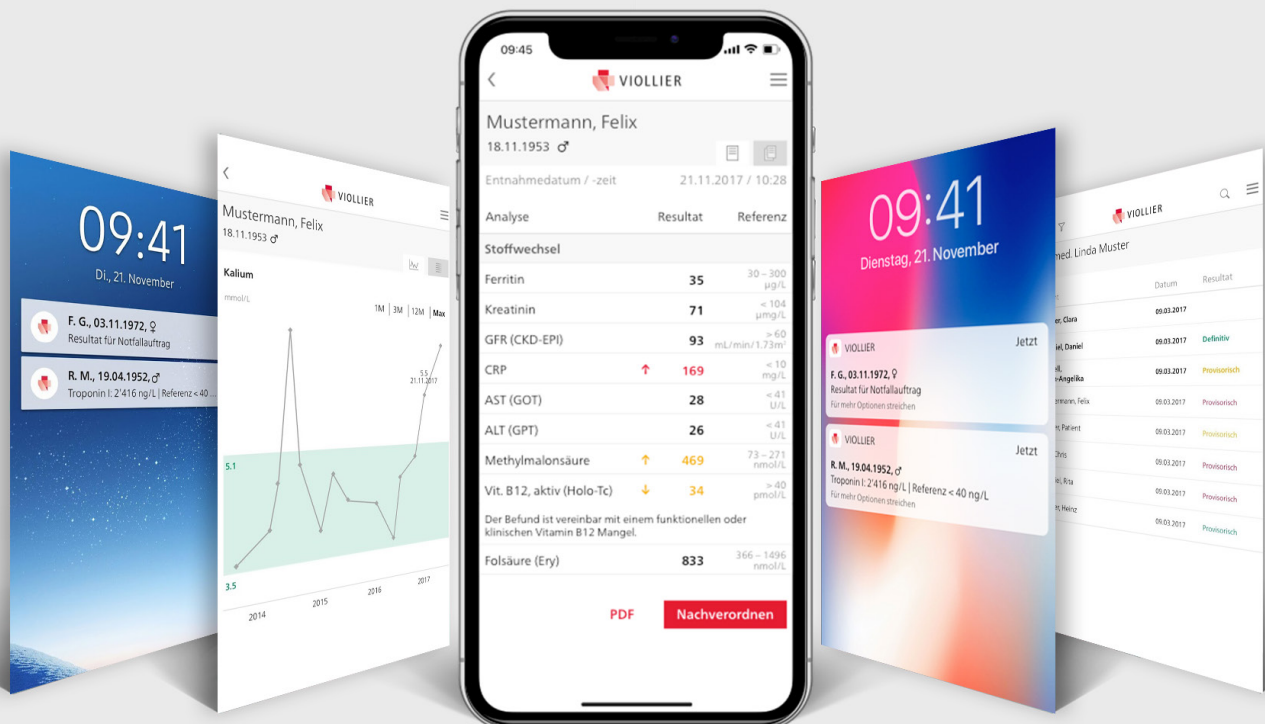 09:41
Di., 21. November
F. G., 03.11.1972, ♀
Resultat für Notfallauftrag
R. M., 19.04.1952, ♂
Troponin I: 2'416 ng/L | Referenz < 40 ...
VIOLLIER
Mustermann, Felix
18.11.1953 ♂
Kalium
mmol/L
1M | 3M | 12M | Max
5.5
21.11.2017
5.1
3.5
2014 2015 2016 2017
09:45
VIOLLIER
Mustermann, Felix
18.11.1953 ♂
Entnahmedatum / -zeit 21.11.2017 / 10:28
Analyse Resultat Referenz
Stoffwechsel
Ferritin 35 30 – 300 µg/L
Kreatinin 71 < 104 µmg/L
GFR (CKD-EPI) 93 > 60 mL/min/1.73m²
CRP ↑ 169 < 10 mg/L
AST (GOT) 28 < 41 U/L
ALT (GPT) 26 < 41 U/L
Methylmalonsäure ↑ 469 73 – 271 nmol/L
Vit. B12, aktiv (Holo-Tc) ↓ 34 > 40 pmol/L
Der Befund ist vereinbar mit einem funktionellen oder
klinischen Vitamin B12 Mangel.
Folsäure (Ery) 833 366 – 1496 nmol/L
PDF Nachverordnen
09:41
Dienstag, 21. November
VIOLLIER Jetzt
F. G., 03.11.1972, ♀
Resultat für Notfallauftrag
Für mehr Optionen streichen
VIOLLIER Jetzt
R. M., 19.04.1952, ♂
Troponin I: 2'416 ng/L | Referenz < 40 ng/L
Für mehr Optionen streichen
VIOLLIER
med. Linda Muster
Datum Resultat
er, Clara 09.03.2017
iel, Daniel 09.03.2017 Definitiv
ell,
a-Angelika 09.03.2017 Provisorisch
ermann, Felix 09.03.2017 Provisorisch
er, Patient 09.03.2017 Provisorisch
Chris 09.03.2017 Provisorisch
Rita 09.03.2017 Provisorisch
er, Heinz 09.03.2017 Provisorisch